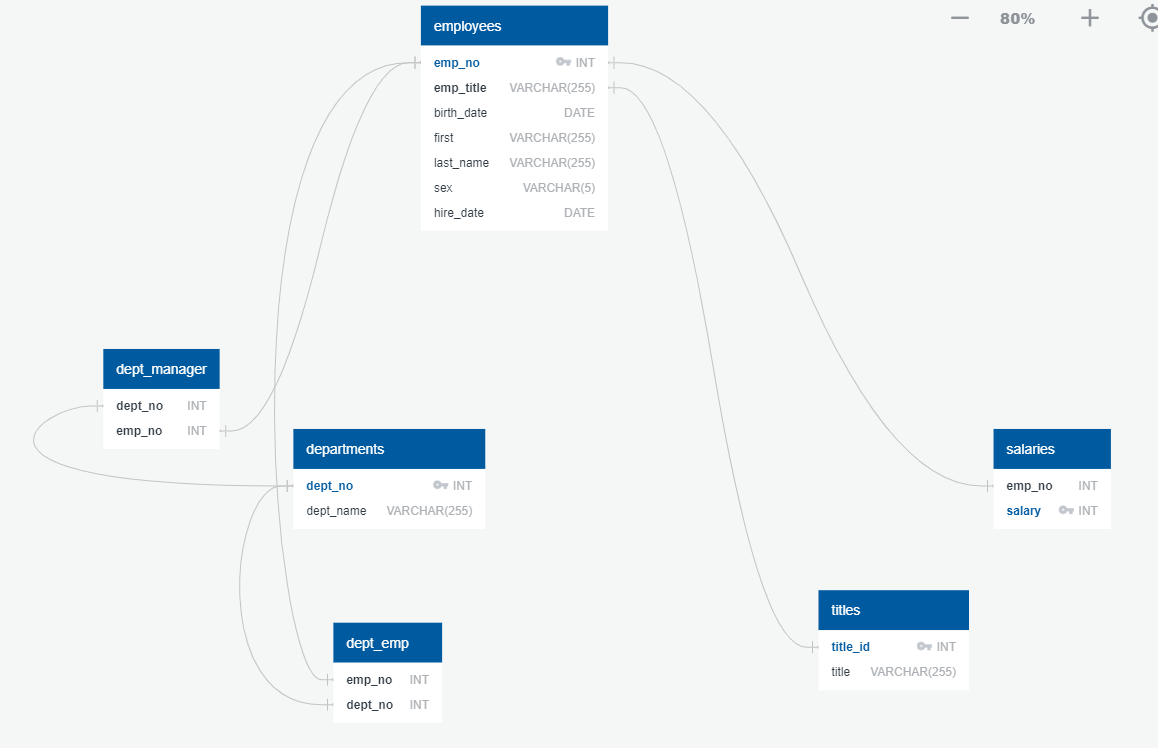 80%
employees
emp_no INT
emp_title VARCHAR(255)
birth_date DATE
first VARCHAR(255)
last_name VARCHAR(255)
sex VARCHAR(5)
hire_date DATE
dept_manager
dept_no INT
emp_no INT
departments
dept_no INT
dept_name VARCHAR(255)
salaries
emp_no INT
salary INT
titles
title_id INT
title VARCHAR(255)
dept_emp
emp_no INT
dept_no INT